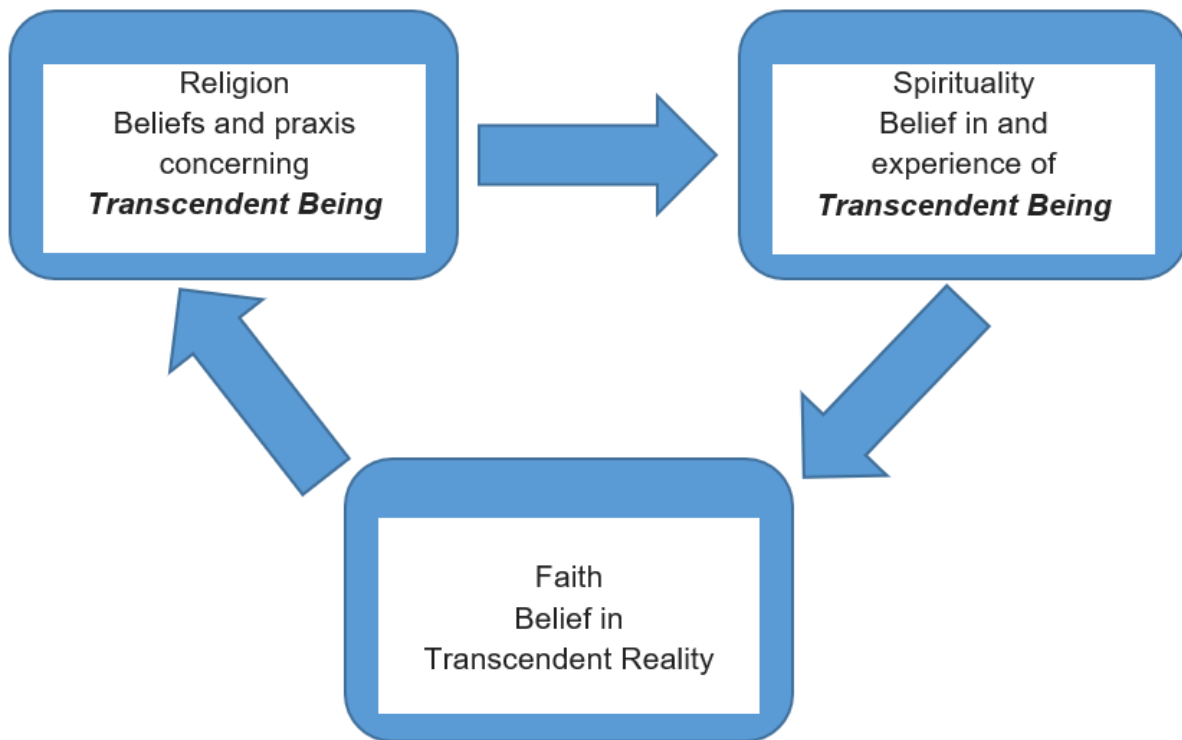 Religion
Beliefs and praxis
concerning
Transcendent Being
Spirituality
Belief in and
experience of
Transcendent Being
Faith
Belief in
Transcendent Reality